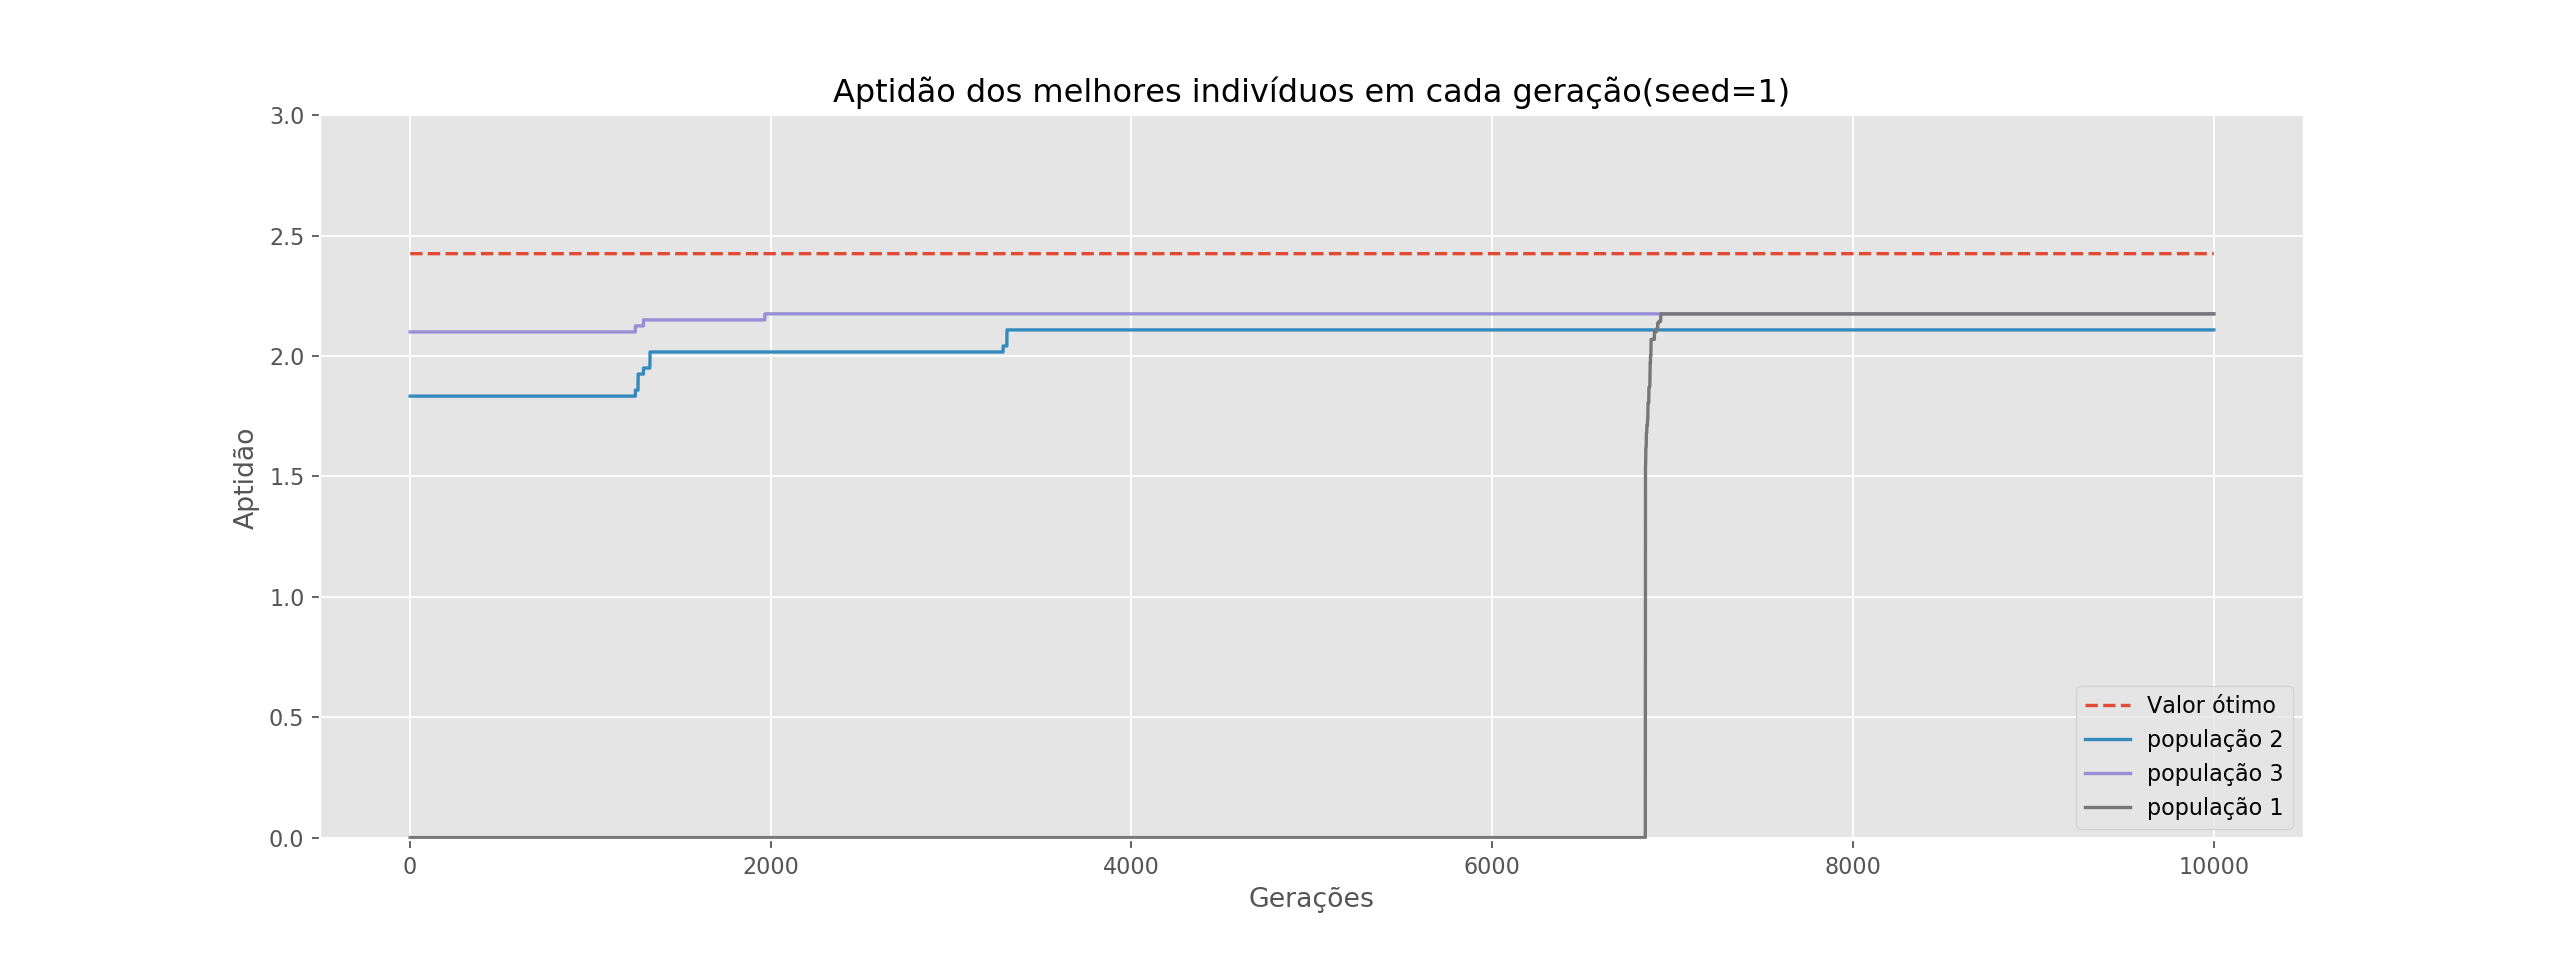 Aptidão dos melhores indivíduos em cada geração(seed=1)
3.0
2.5
2.0
1.5
1.0
0.5
0.0
Aptidão
0 2000 4000 6000 8000 10000
Gerações
Valor ótimo
população 2
população 3
população 1